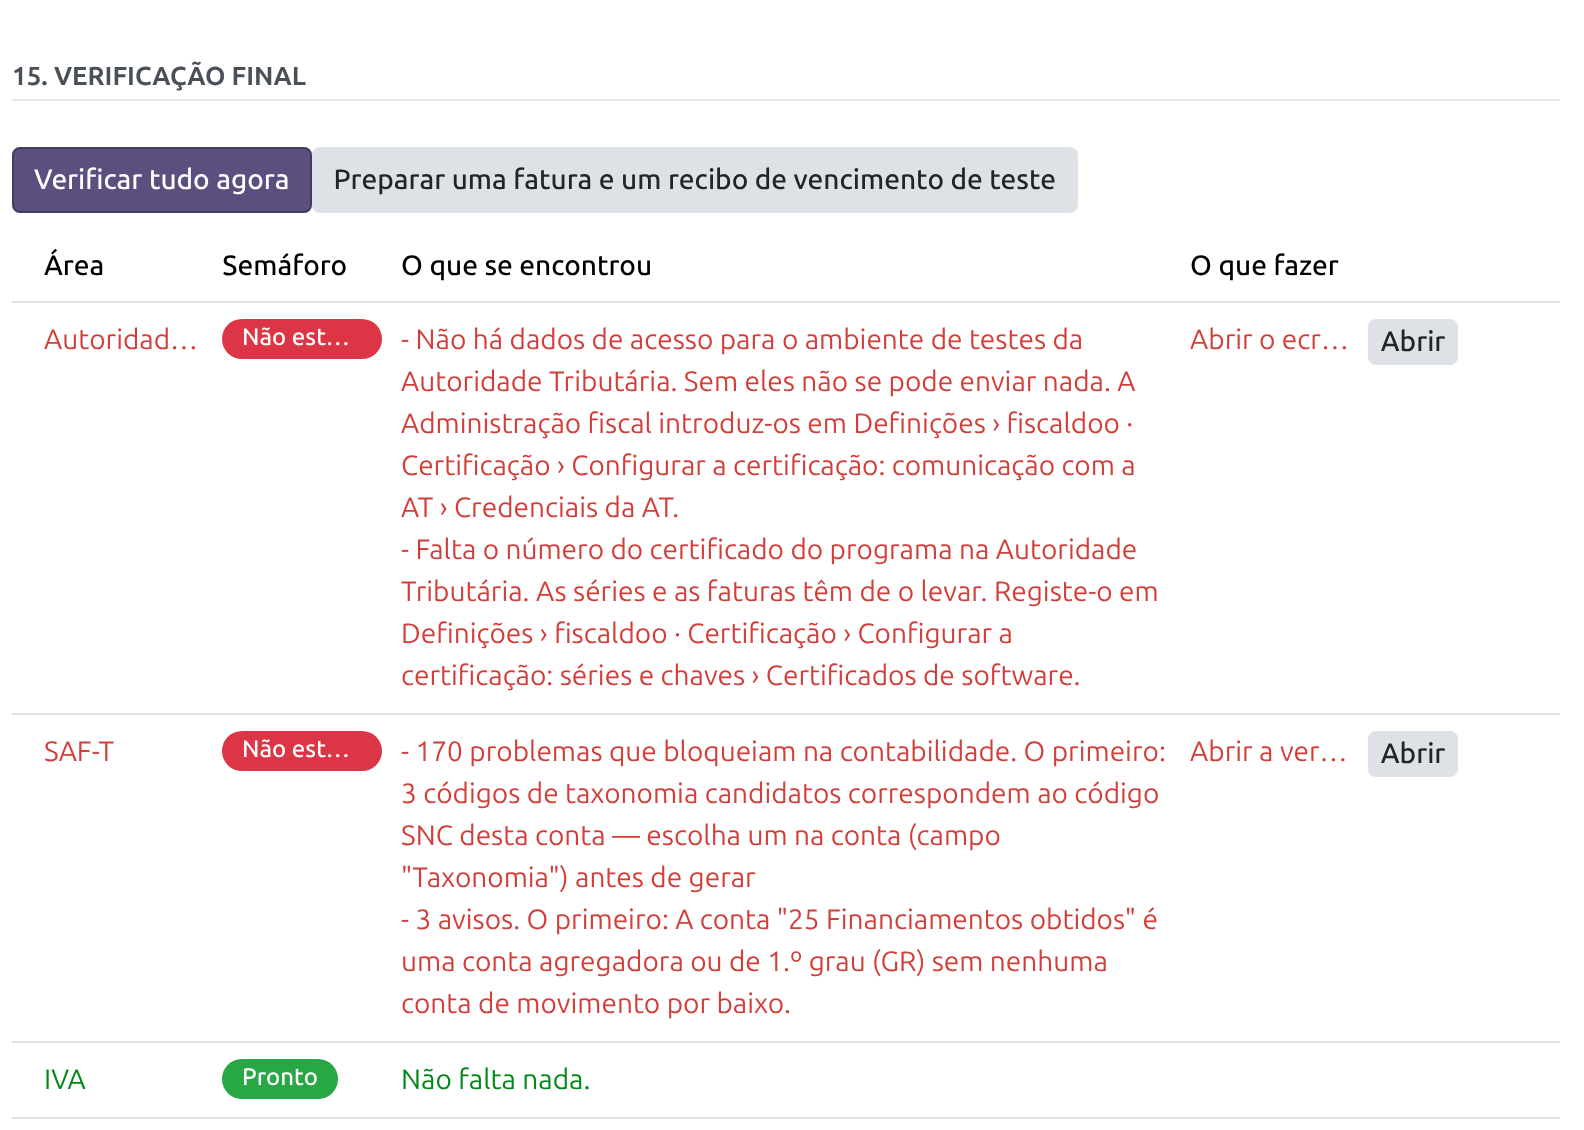 15. VERIFICAÇÃO FINAL
Verificar tudo agora
Preparar uma fatura e um recibo de vencimento de teste
Área
Semáforo
O que se encontrou
O que fazer
Autoridad…
Não est…
- Não há dados de acesso para o ambiente de testes da
Autoridade Tributária. Sem eles não se pode enviar nada. A
Administração fiscal introduz-os em Definições › fiscaldoo ·
Certificação › Configurar a certificação: comunicação com a
AT › Credenciais da AT.
- Falta o número do certificado do programa na Autoridade
Tributária. As séries e as faturas têm de o levar. Registe-o em
Definições › fiscaldoo · Certificação › Configurar a
certificação: séries e chaves › Certificados de software.
Abrir o ecr…
Abrir
SAF-T
Não est…
- 170 problemas que bloqueiam na contabilidade. O primeiro:
3 códigos de taxonomia candidatos correspondem ao código
SNC desta conta — escolha um na conta (campo
"Taxonomia") antes de gerar
- 3 avisos. O primeiro: A conta "25 Financiamentos obtidos" é
uma conta agregadora ou de 1.º grau (GR) sem nenhuma
conta de movimento por baixo.
Abrir a ver…
Abrir
IVA
Pronto
Não falta nada.